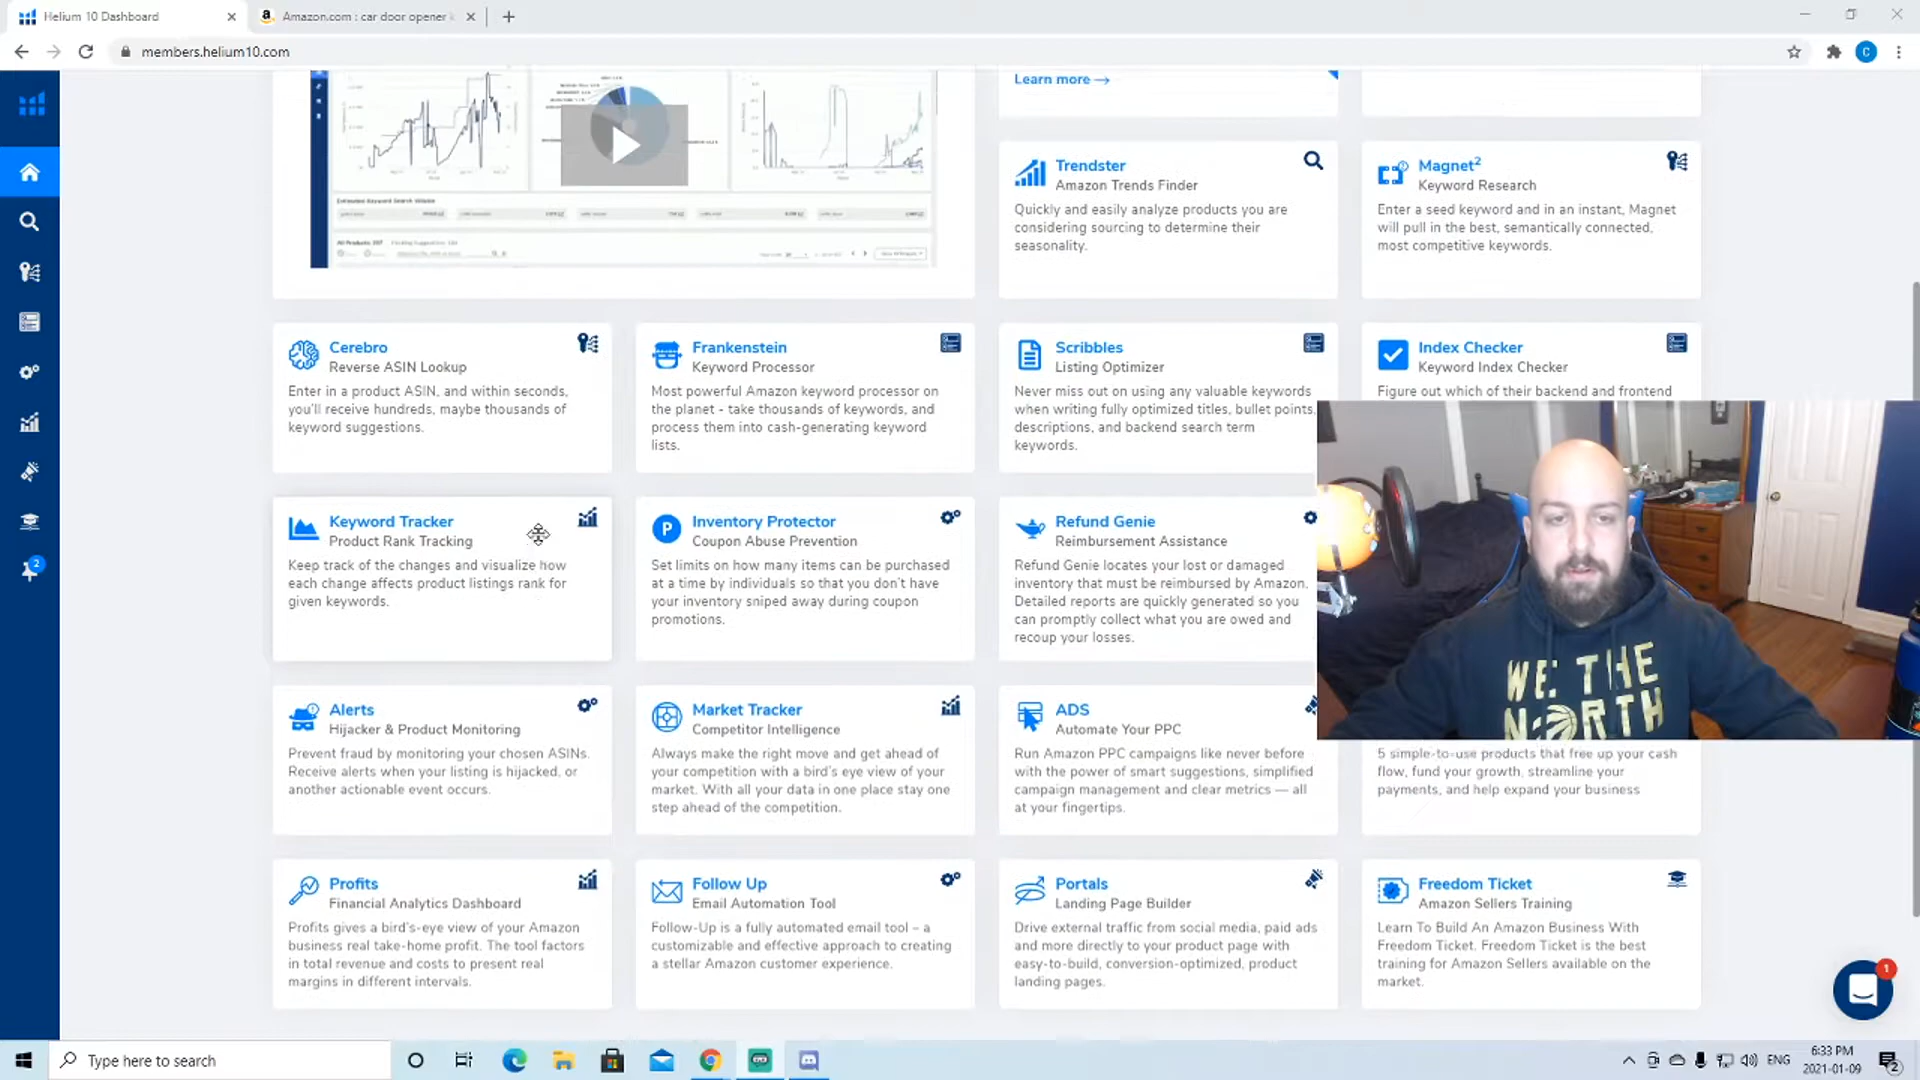 Helium 10 Dashboard
Amazon.com : car door opener k
members.helium10.com
C
Learn more →
Trendster
Amazon Trends Finder
Quickly and easily analyze products you are
considering sourcing to determine their
seasonality.
Magnet²
Keyword Research
Enter a seed keyword and in an instant, Magnet
will pull in the best, semantically connected,
most competitive keywords.
Cerebro
Reverse ASIN Lookup
Enter in a product ASIN, and within seconds,
you'll receive hundreds, maybe thousands of
keyword suggestions.
Frankenstein
Keyword Processor
Most powerful Amazon keyword processor on
the planet - take thousands of keywords, and
process them into cash-generating keyword
lists.
Scribbles
Listing Optimizer
Never miss out on using any valuable keywords
when writing fully optimized titles, bullet points,
descriptions, and backend search term
keywords.
Index Checker
Keyword Index Checker
Figure out which of their backend and frontend
Keyword Tracker
Product Rank Tracking
Keep track of the changes and visualize how
each change affects product listings rank for
given keywords.
P
Inventory Protector
Coupon Abuse Prevention
Set limits on how many items can be purchased
at a time by individuals so that you don't have
your inventory sniped away during coupon
promotions.
Refund Genie
Reimbursement Assistance
Refund Genie locates your lost or damaged
inventory that must be reimbursed by Amazon.
Detailed reports are quickly generated so you
can promptly collect what you are owed and
recoup your losses.
WE THE
NORTH
2
Alerts
Hijacker & Product Monitoring
Prevent fraud by monitoring your chosen ASINs.
Receive alerts when your listing is hijacked, or
another actionable event occurs.
Market Tracker
Competitor Intelligence
Always make the right move and get ahead of
your competition with a bird's eye view of your
market. With all your data in one place stay one
step ahead of the competition.
ADS
Automate Your PPC
Run Amazon PPC campaigns like never before
with the power of smart suggestions, simplified
campaign management and clear metrics — all
at your fingertips.
5 simple-to-use products that free up your cash
flow, fund your growth, streamline your
payments, and help expand your business
Profits
Financial Analytics Dashboard
Profits gives a bird's-eye view of your Amazon
business real take-home profit. The tool factors
in total revenue and costs to present real
margins in different intervals.
Follow Up
Email Automation Tool
Follow-Up is a fully automated email tool – a
customizable and effective approach to creating
a stellar Amazon customer experience.
Portals
Landing Page Builder
Drive external traffic from social media, paid ads
and more directly to your product page with
easy-to-build, conversion-optimized, product
landing pages.
Freedom Ticket
Amazon Sellers Training
Learn To Build An Amazon Business With
Freedom Ticket. Freedom Ticket is the best
training for Amazon Sellers available on the
market.
1
Type here to search
ENG
6:33 PM
2021-01-09
2